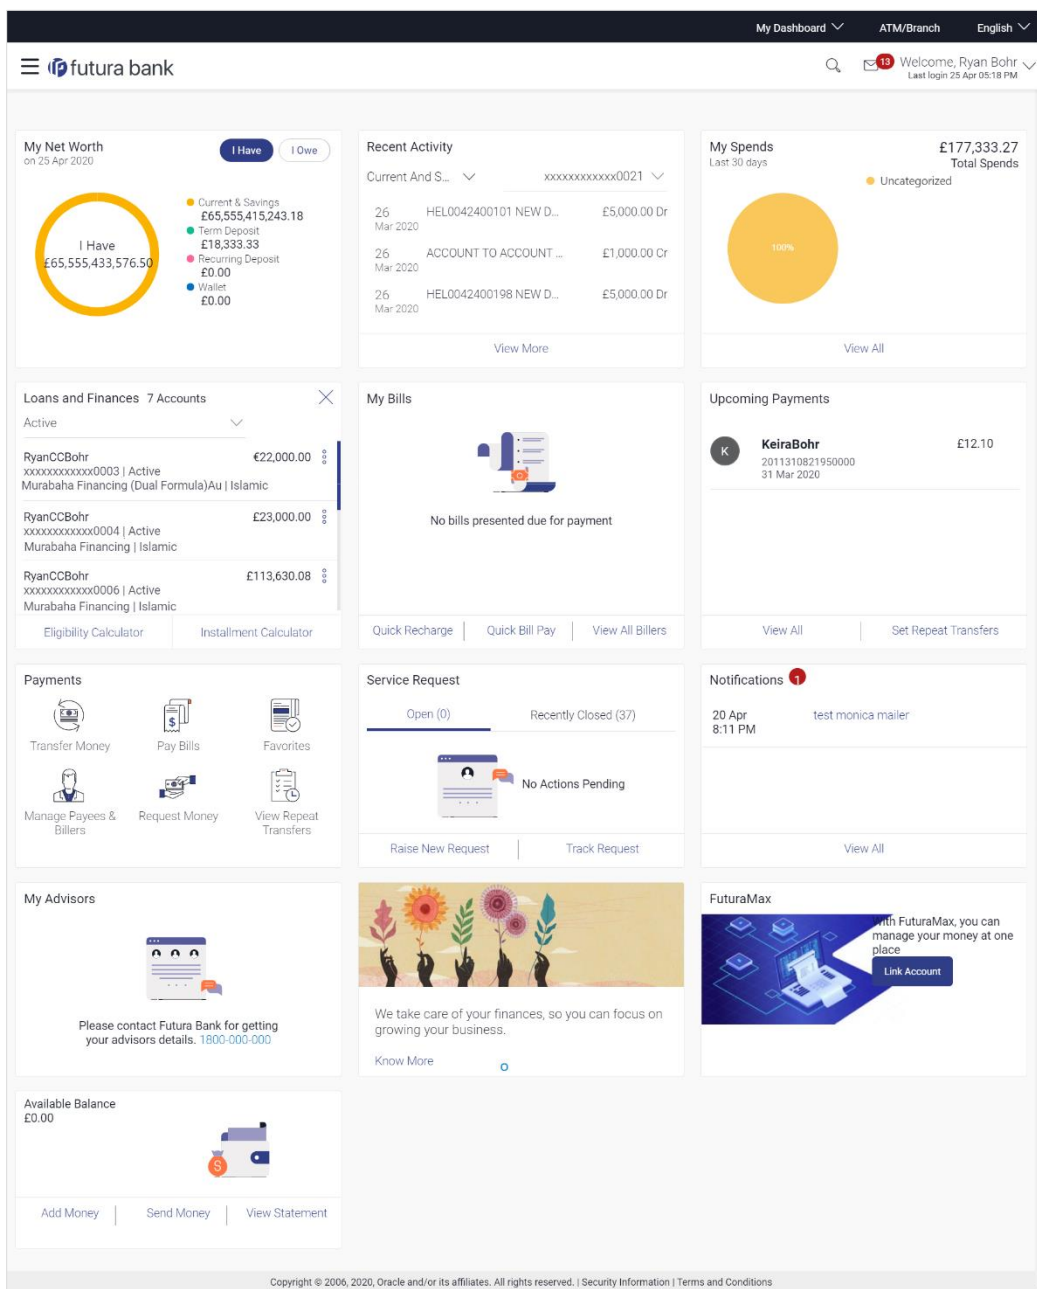 My Dashboard ATM/Branch English
futura bank
13 Welcome, Ryan Bohr
Last login 25 Apr 05:18 PM
My Net Worth
on 25 Apr 2020
I Have I Owe
I Have
£65,555,433,576.50
Current & Savings
£65,555,415,243.18
Term Deposit
£18,333.33
Recurring Deposit
£0.00
Wallet
£0.00
Recent Activity
Current And S... xxxxxxxxxxxx0021
26 HEL0042400101 NEW D... £5,000.00 Dr
Mar 2020
26 ACCOUNT TO ACCOUNT ... £1,000.00 Cr
Mar 2020
26 HEL0042400198 NEW D... £5,000.00 Dr
Mar 2020
View More
My Spends £177,333.27
Last 30 days Total Spends
Uncategorized
100%
View All
Loans and Finances 7 Accounts
Active
RyanCCBohr €22,000.00
xxxxxxxxxxxx0003 | Active
Murabaha Financing (Dual Formula)Au | Islamic
RyanCCBohr £23,000.00
xxxxxxxxxxxx0004 | Active
Murabaha Financing | Islamic
RyanCCBohr £113,630.08
xxxxxxxxxxxx0006 | Active
Murabaha Financing | Islamic
Eligibility Calculator Installment Calculator
My Bills
No bills presented due for payment
Quick Recharge Quick Bill Pay View All Billers
Upcoming Payments
K KeiraBohr £12.10
2011310821950000
31 Mar 2020
View All Set Repeat Transfers
Payments
Transfer Money Pay Bills Favorites
Manage Payees & Billers Request Money View Repeat Transfers
Service Request
Open (0) Recently Closed (37)
No Actions Pending
Raise New Request Track Request
Notifications 1
20 Apr test monica mailer
8:11 PM
View All
My Advisors
Please contact Futura Bank for getting
your advisors details. 1800-000-000
We take care of your finances, so you can focus on
growing your business.
Know More
FuturaMax
With FuturaMax, you can
manage your money at one
place
Link Account
Available Balance
£0.00
Add Money Send Money View Statement
Copyright © 2006, 2020, Oracle and/or its affiliates. All rights reserved. | Security Information | Terms and Conditions